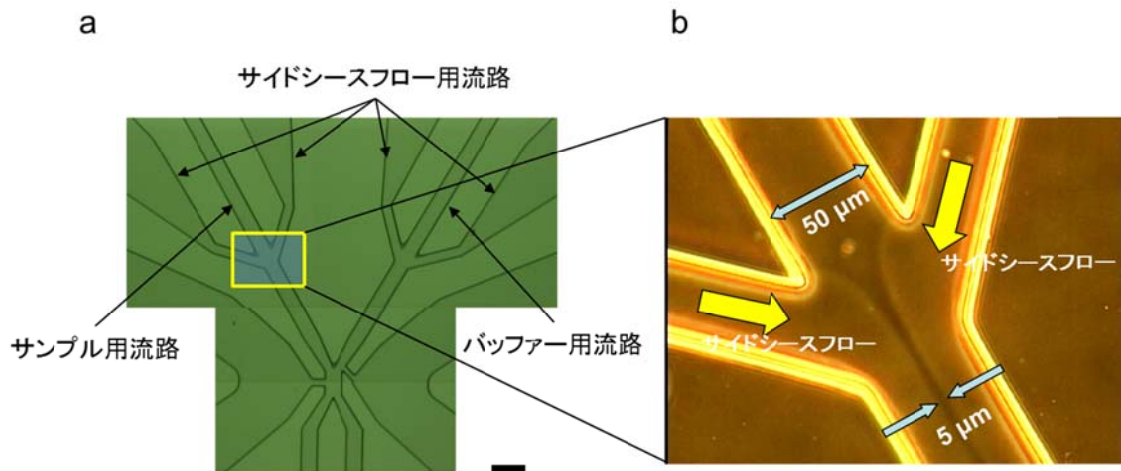 a
b
サイドシースフロー用流路
サンプル用流路
バッファー用流路
50 µm
サイドシースフロー
サイドシースフロー
5 µm